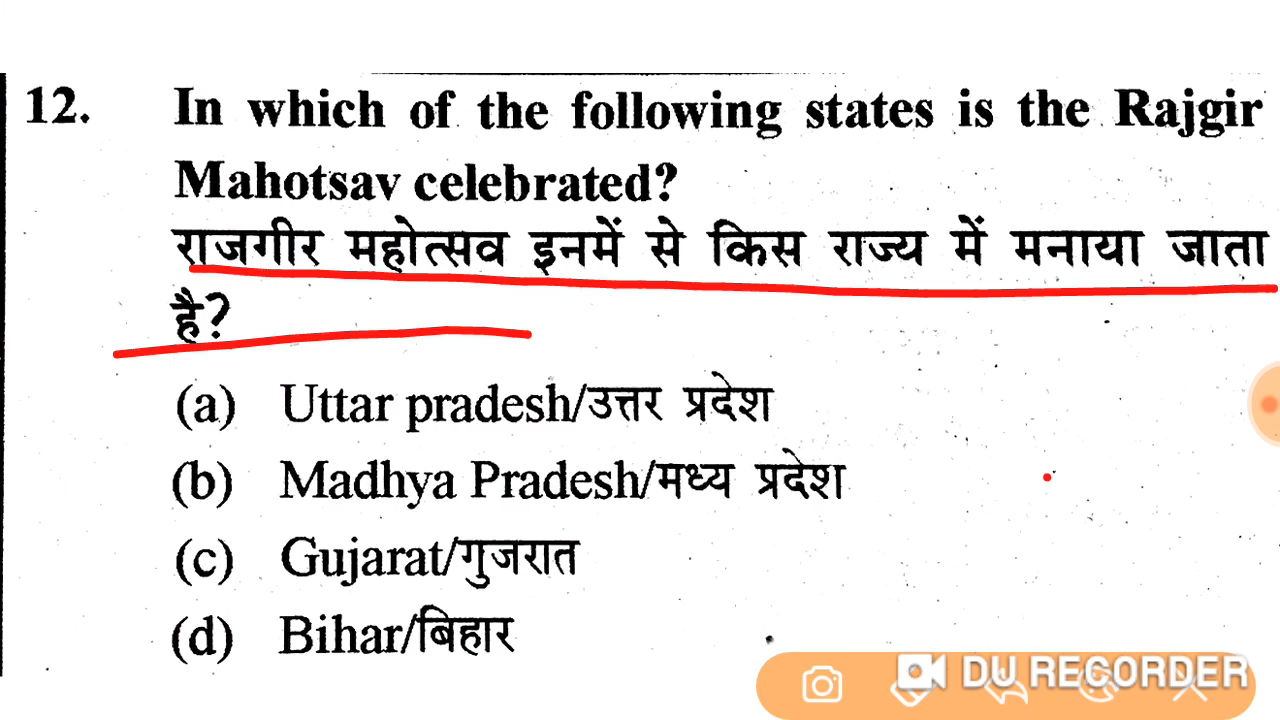 12. In which of the following states is the Rajgir
Mahotsav celebrated?
राजगीर महोत्सव इनमें से किस राज्य में मनाया जाता
है?
(a) Uttar pradesh/उत्तर प्रदेश
(b) Madhya Pradesh/मध्य प्रदेश
(c) Gujarat/गुजरात
(d) Bihar/बिहार
DU RECORDER